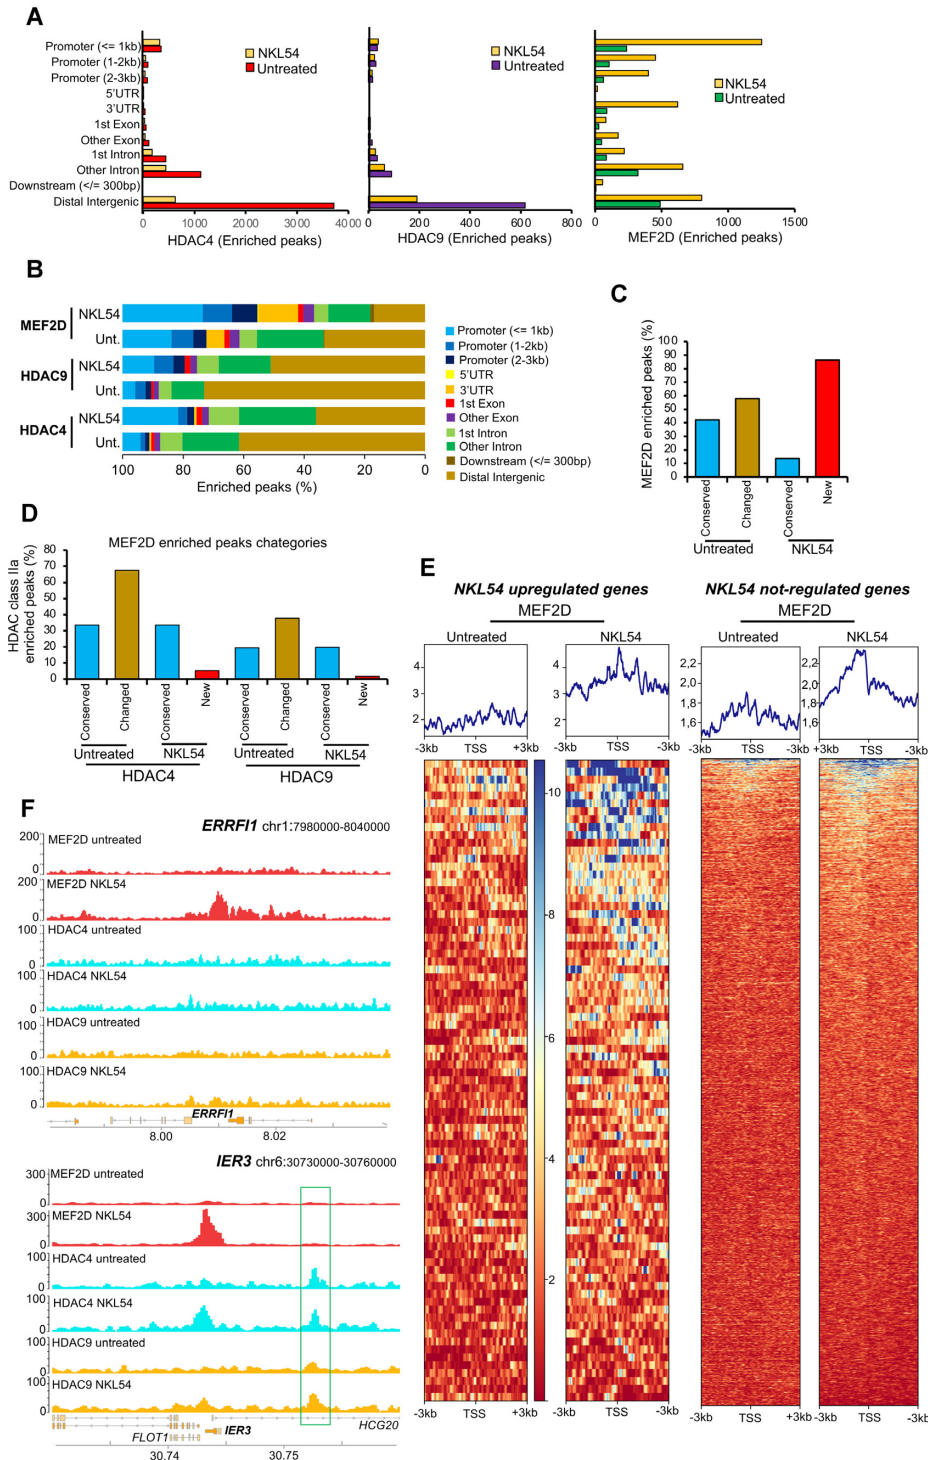 A
NKL54
Untreated
Promoter (<= 1kb)
Promoter (1-2kb)
Promoter (2-3kb)
5'UTR
3'UTR
1st Exon
Other Exon
1st Intron
Other Intron
Downstream (</= 300bp)
Distal Intergenic
0 1000 2000 3000 4000
HDAC4 (Enriched peaks)
NKL54
Untreated
0 200 400 600 800
HDAC9 (Enriched peaks)
NKL54
Untreated
0 500 1000 1500
MEF2D (Enriched peaks)
B
MEF2D
NKL54
Unt.
HDAC9
NKL54
Unt.
HDAC4
NKL54
Unt.
100 80 60 40 20 0
Enriched peaks (%)
Promoter (<= 1kb)
Promoter (1-2kb)
Promoter (2-3kb)
5'UTR
3'UTR
1st Exon
Other Exon
1st Intron
Other Intron
Downstream (</= 300bp)
Distal Intergenic
C
MEF2D enriched peaks (%)
100
90
80
70
60
50
40
30
20
10
0
Conserved
Changed
Conserved
New
Untreated
NKL54
D
MEF2D enriched peaks chategories
HDAC class IIa
enriched peaks (%)
80
70
60
50
40
30
20
10
0
Conserved
Changed
Conserved
New
Conserved
Changed
Conserved
New
Untreated NKL54 Untreated NKL54
HDAC4 HDAC9
E
NKL54 upregulated genes
MEF2D
Untreated NKL54
4
3
2
4
3
2
-3kb TSS +3kb
-3kb TSS -3kb
NKL54 not-regulated genes
MEF2D
Untreated NKL54
2,2
2,0
1,8
1,6
2,2
2,0
1,8
1,6
-3kb TSS +3kb
-3kb TSS -3kb
10
8
6
4
2
-3kb TSS +3kb
-3kb TSS -3kb
-3kb TSS +3kb
-3kb TSS -3kb
F
ERRFI1 chr1:7980000-8040000
200
0
MEF2D untreated
200
0
MEF2D NKL54
100
0
HDAC4 untreated
100
0
HDAC4 NKL54
100
0
HDAC9 untreated
100
0
HDAC9 NKL54
ERRFI1
8.00 8.02
IER3 chr6:30730000-30760000
300
0
MEF2D untreated
300
0
MEF2D NKL54
100
0
HDAC4 untreated
100
0
HDAC4 NKL54
100
0
HDAC9 untreated
100
0
HDAC9 NKL54
HCG20
FLOT1 IER3
30.74 30.75